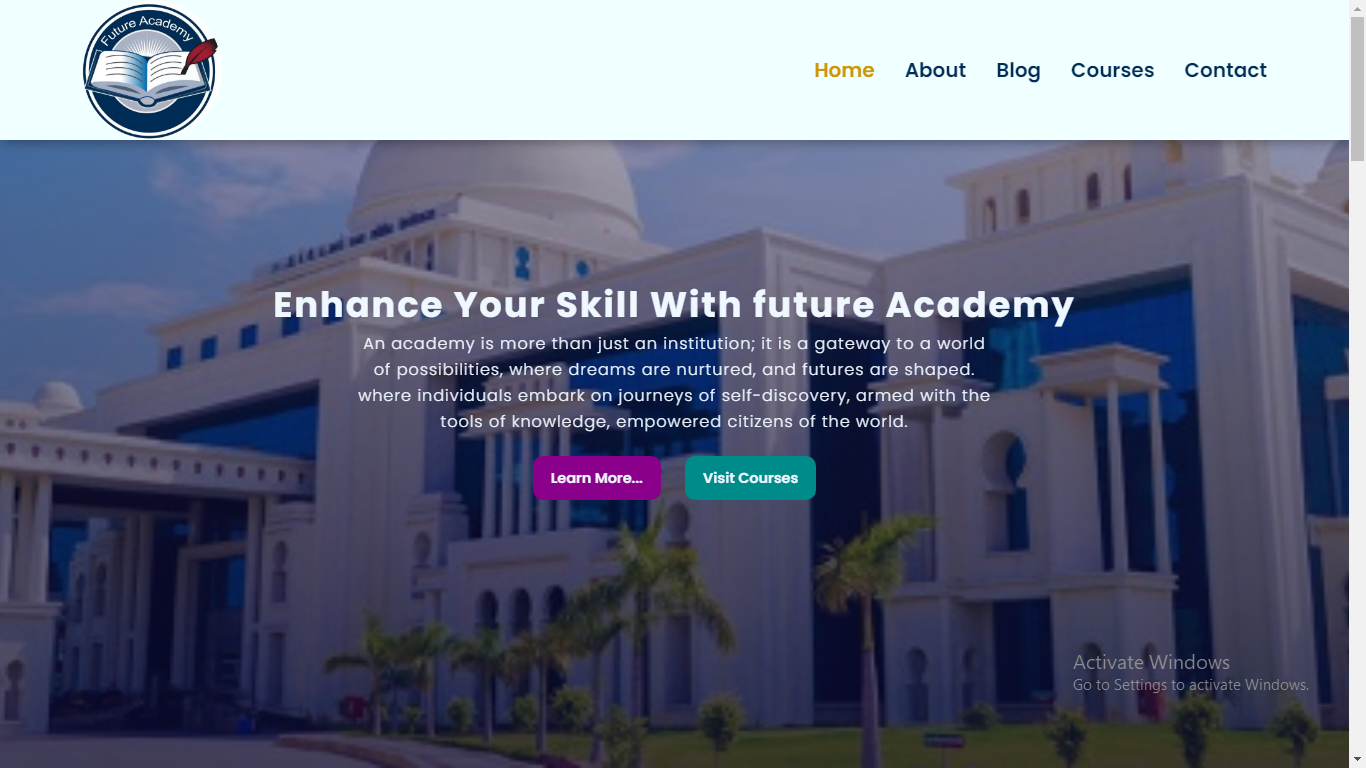 Future Academy
Home
About
Blog
Courses
Contact
Enhance Your Skill With future Academy
An academy is more than just an institution; it is a gateway to a world
of possibilities, where dreams are nurtured, and futures are shaped.
where individuals embark on journeys of self-discovery, armed with the
tools of knowledge, empowered citizens of the world.
Learn More...
Visit Courses
Activate Windows
Go to Settings to activate Windows.